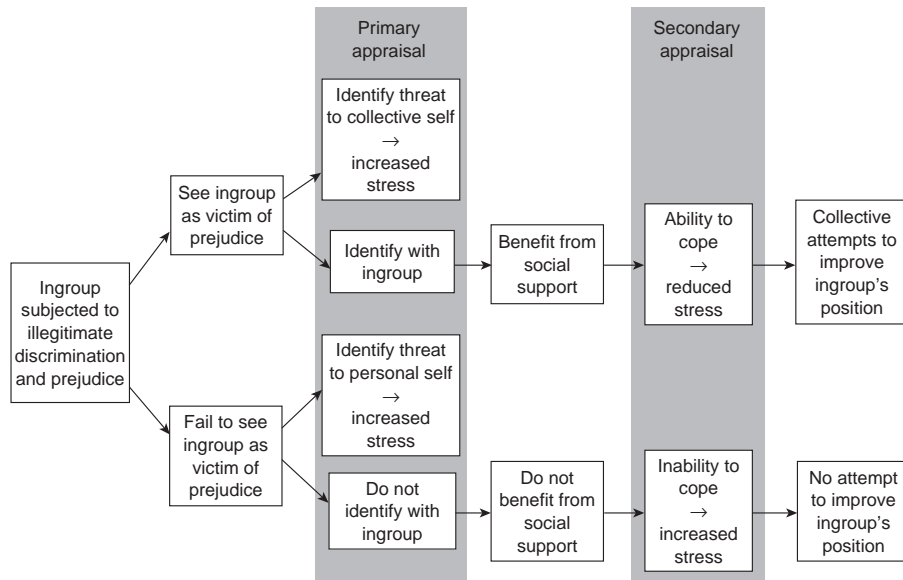 Primary
appraisal
Secondary
appraisal
Identify threat
to collective self
→
increased
stress
See ingroup
as victim of
prejudice
Identify with
ingroup
Benefit from
social
support
Ability to
cope
→
reduced
stress
Collective
attempts to
improve
ingroup's
position
Ingroup
subjected to
illegitimate
discrimination
and prejudice
Identify threat
to personal self
→
increased
stress
Fail to see
ingroup as
victim of
prejudice
Do not
identify with
ingroup
Do not
benefit from
social
support
Inability to
cope
→
increased
stress
No attempt
to improve
ingroup's
position